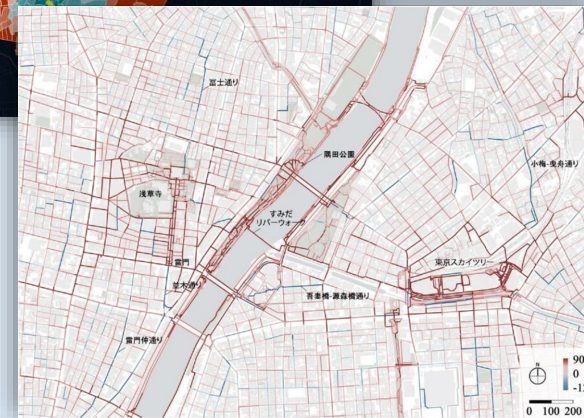 富士通り
隅田公園
小梅・曳舟通り
浅草寺
すみだ
リバーウォーク
東京スカイツリー
雷門
並木通り
吾妻橋・源森橋通り
雷門仲通り
N
90
0
0 100 200